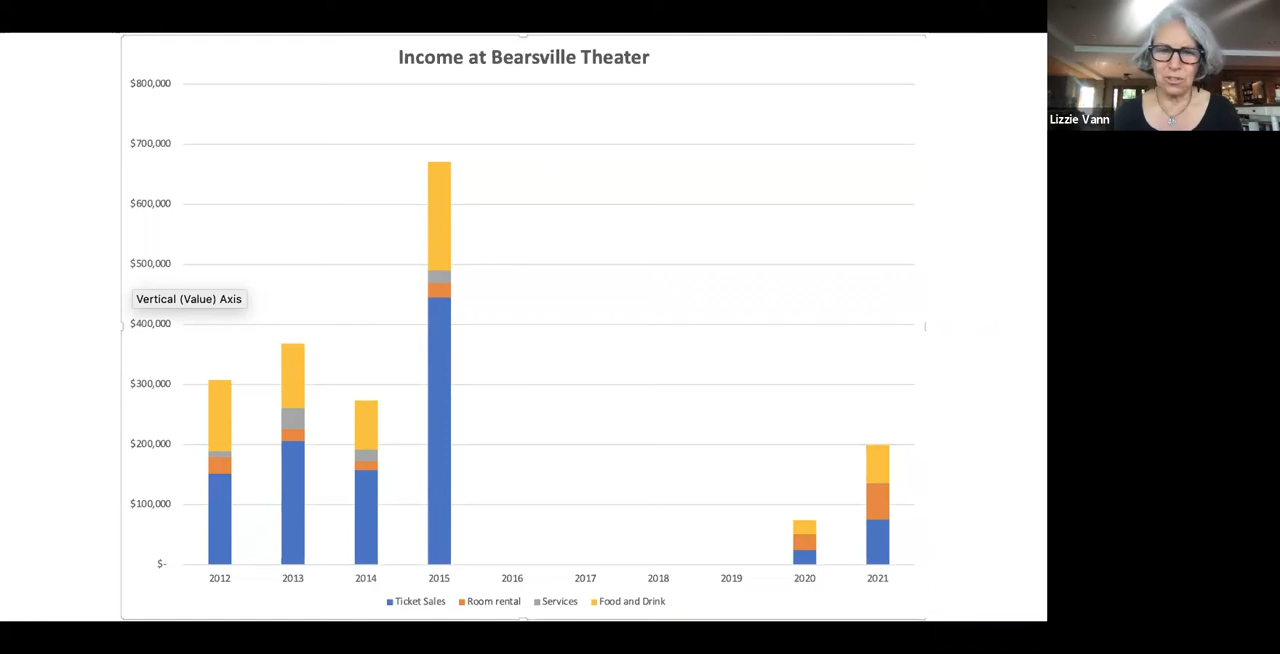 Income at Bearsville Theater
$800,000
$700,000
$600,000
$500,000
Vertical (Value) Axis
$400,000
$300,000
$200,000
$100,000
$-
2012 2013 2014 2015 2016 2017 2018 2019 2020 2021
Ticket Sales Room rental Services Food and Drink
Lizzie Vann